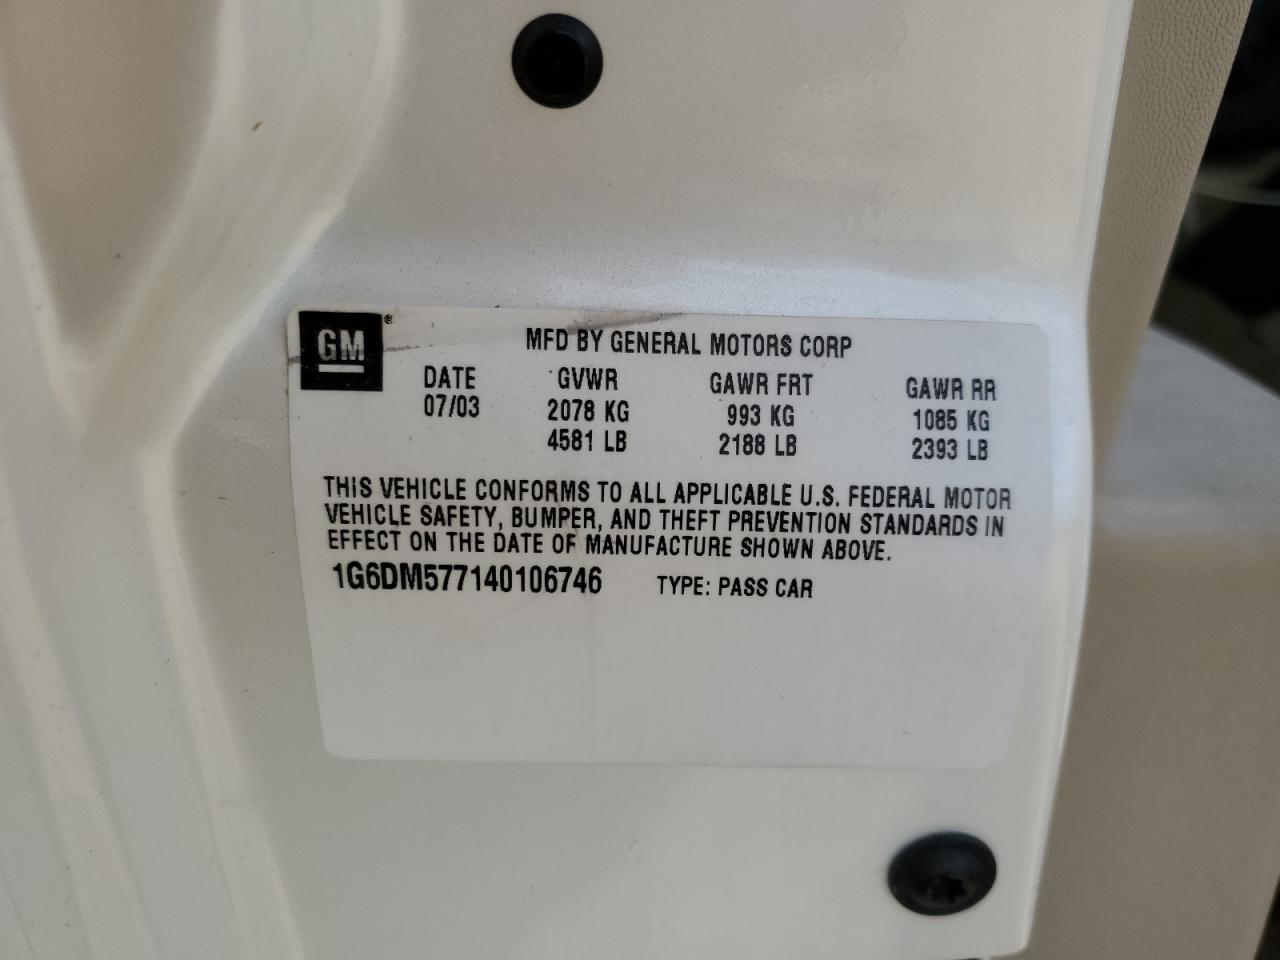 GM®
MFD BY GENERAL MOTORS CORP
DATE GVWR GAWR FRT GAWR RR
07/03 2078 KG 993 KG 1085 KG
4581 LB 2188 LB 2393 LB
THIS VEHICLE CONFORMS TO ALL APPLICABLE U.S. FEDERAL MOTOR
VEHICLE SAFETY, BUMPER, AND THEFT PREVENTION STANDARDS IN
EFFECT ON THE DATE OF MANUFACTURE SHOWN ABOVE.
1G6DM577140106746 TYPE: PASS CAR